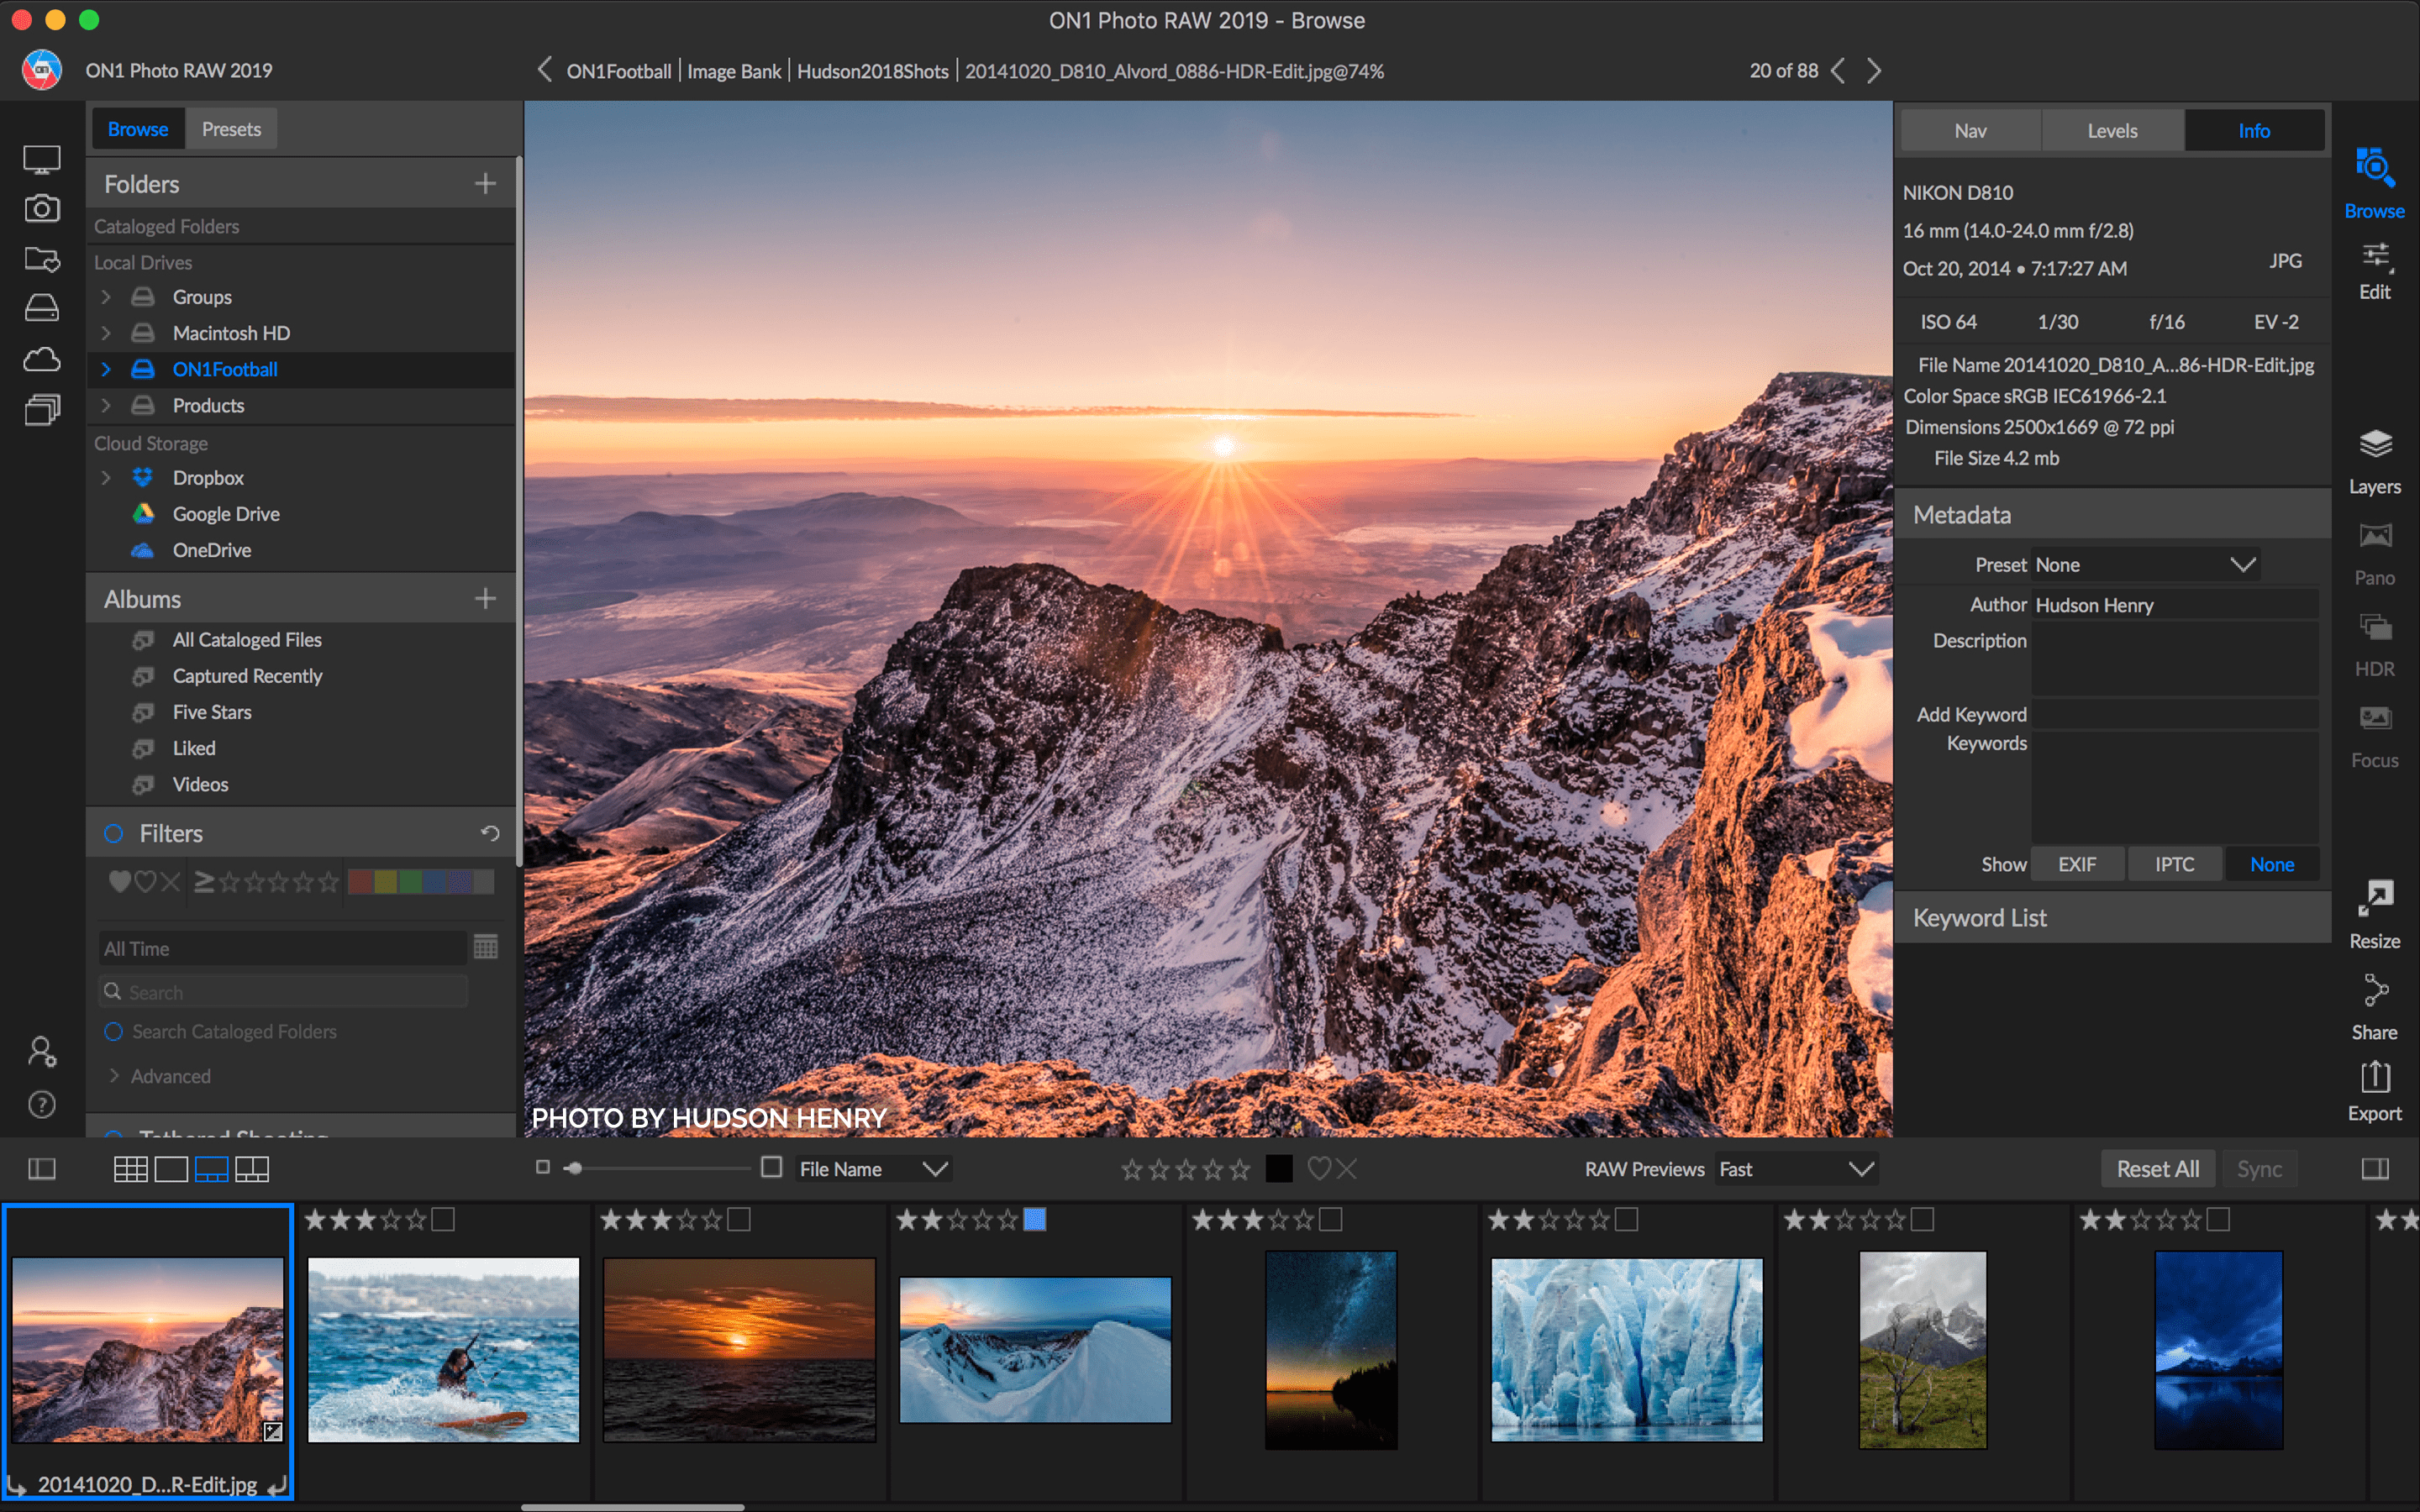 ON1 Photo RAW 2019 - Browse
ON1 Photo RAW 2019
ON1Football | Image Bank | Hudson2018Shots | 20141020_D810_Alvord_0886-HDR-Edit.jpg@74%
20 of 88
Browse
Presets
Folders
Cataloged Folders
Local Drives
Groups
Macintosh HD
ON1Football
Products
Cloud Storage
Dropbox
Google Drive
OneDrive
Albums
All Cataloged Files
Captured Recently
Five Stars
Liked
Videos
Filters
All Time
Search
Search Cataloged Folders
Advanced
Tethered Shooting
PHOTO BY HUDSON HENRY
Nav
Levels
Info
NIKON D810
16 mm (14.0-24.0 mm f/2.8)
Oct 20, 2014 • 7:17:27 AM
JPG
ISO 64
1/30
f/16
EV -2
File Name 20141020_D810_A...86-HDR-Edit.jpg
Color Space sRGB IEC61966-2.1
Dimensions 2500x1669 @ 72 ppi
File Size 4.2 mb
Metadata
Preset None
Author Hudson Henry
Description
Add Keyword
Keywords
Show EXIF IPTC None
Keyword List
Browse
Edit
Layers
Pano
HDR
Focus
Resize
Share
Export
File Name
RAW Previews Fast
Reset All
Sync
20141020_D...R-Edit.jpg